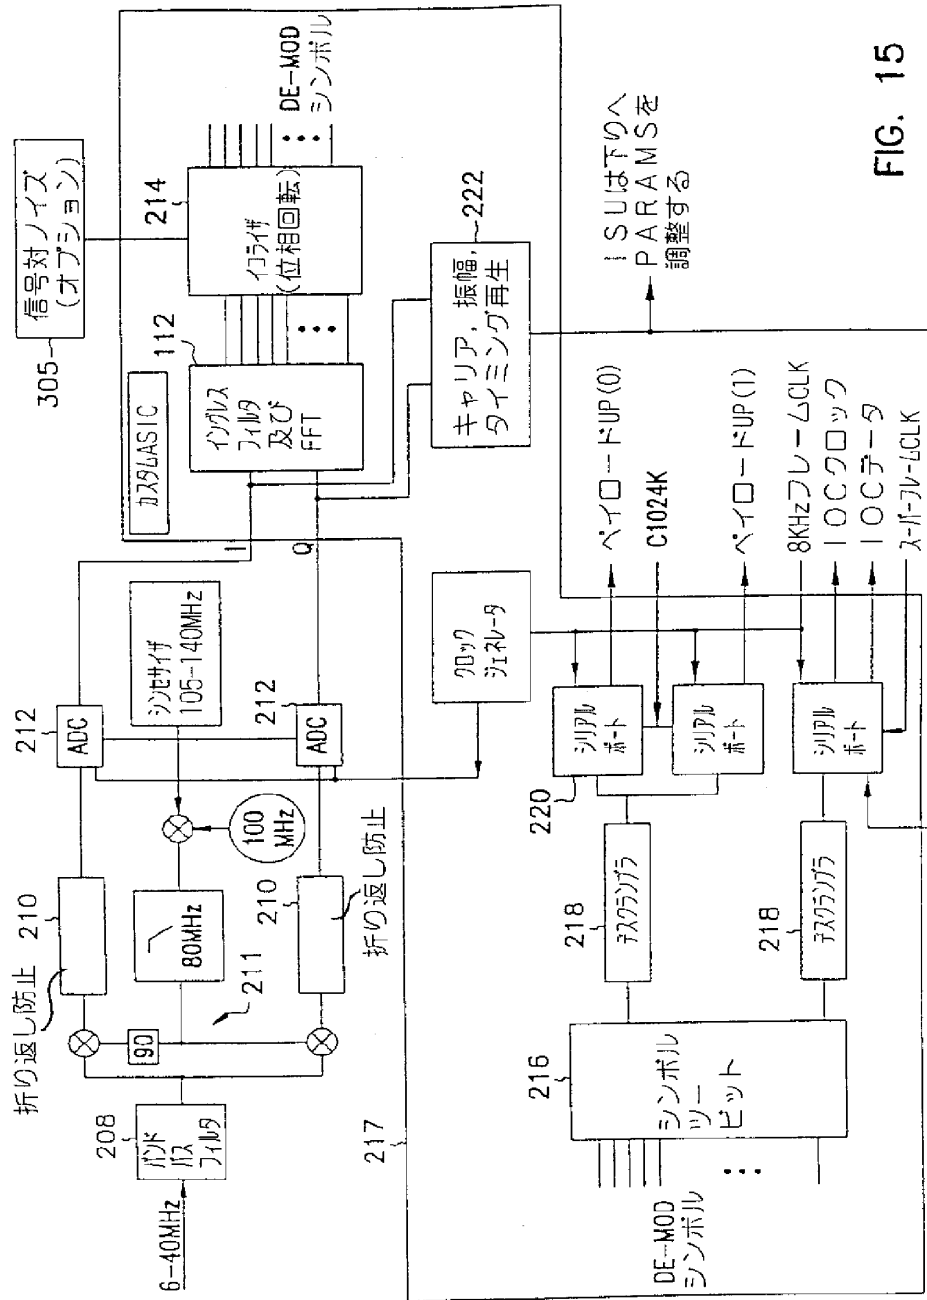 6-40MHz
208
バンド
パス
フィルタ
折り返し防止
210
90
211
80MHz
100
MHz
シンセサイザ
105-140MHz
210
折り返し防止
212
ADC
212
ADC
I
Q
カスタムASIC
305
信号対ノイズ
(オプション)
112
イングレス
フィルタ
及び
FFT
214
イコライザ
(位相回転)
DE-MOD
シンボル
222
キャリア, 振幅,
タイミング再生
ISUは下りへ
PARAMSを
調整する
クロック
ジェネレータ
217
DE-MOD
シンボル
216
シンボル
ツー
ビット
218
デスクランブラ
218
デスクランブラ
220
シリアル
ポート
シリアル
ポート
シリアル
ポート
ペイロードUP(0)
C1024K
ペイロードUP(1)
8KHzフレームCLK
IOCクロック
IOCデータ
スーパーフレームCLK
FIG. 15